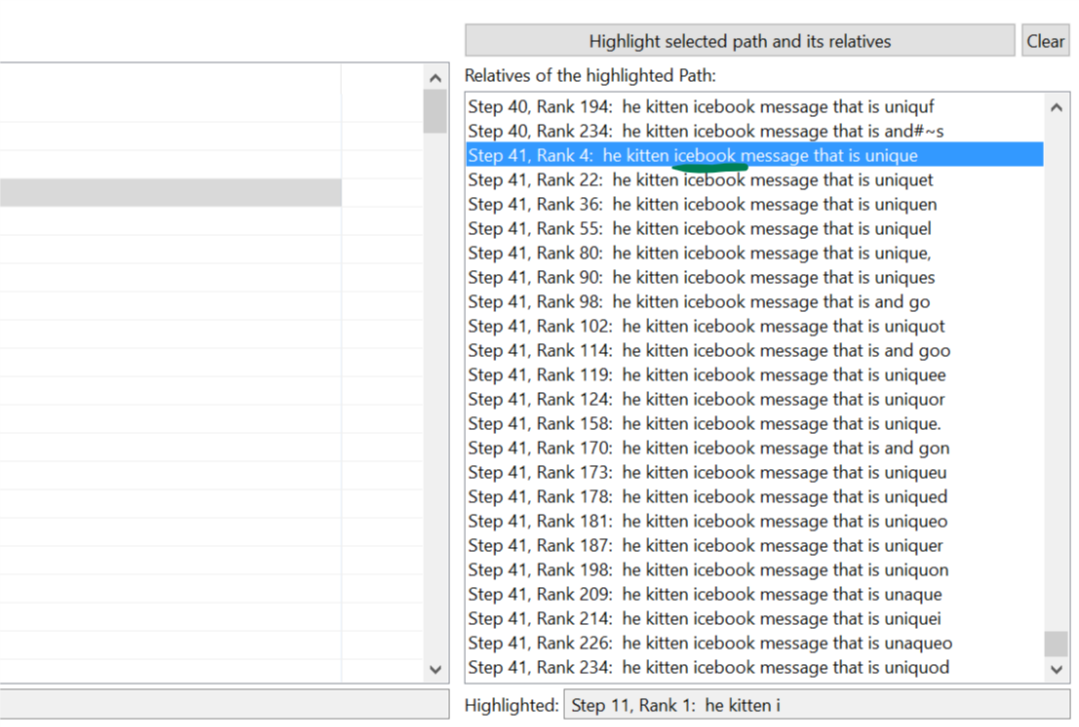 Highlight selected path and its relatives
Clear
Relatives of the highlighted Path:
Step 40, Rank 194: he kitten icebook message that is uniquf
Step 40, Rank 234: he kitten icebook message that is and#~s
Step 41, Rank 4: he kitten icebook message that is unique
Step 41, Rank 22: he kitten icebook message that is uniquet
Step 41, Rank 36: he kitten icebook message that is uniquen
Step 41, Rank 55: he kitten icebook message that is uniquel
Step 41, Rank 80: he kitten icebook message that is unique,
Step 41, Rank 90: he kitten icebook message that is uniques
Step 41, Rank 98: he kitten icebook message that is and go
Step 41, Rank 102: he kitten icebook message that is uniquot
Step 41, Rank 114: he kitten icebook message that is and goo
Step 41, Rank 119: he kitten icebook message that is uniquee
Step 41, Rank 124: he kitten icebook message that is uniquor
Step 41, Rank 158: he kitten icebook message that is unique.
Step 41, Rank 170: he kitten icebook message that is and gon
Step 41, Rank 173: he kitten icebook message that is uniqueu
Step 41, Rank 178: he kitten icebook message that is uniqued
Step 41, Rank 181: he kitten icebook message that is uniqueo
Step 41, Rank 187: he kitten icebook message that is uniquer
Step 41, Rank 198: he kitten icebook message that is uniquon
Step 41, Rank 209: he kitten icebook message that is unaque
Step 41, Rank 214: he kitten icebook message that is uniquei
Step 41, Rank 226: he kitten icebook message that is unaqueo
Step 41, Rank 234: he kitten icebook message that is uniquod
Highlighted: Step 11, Rank 1: he kitten i